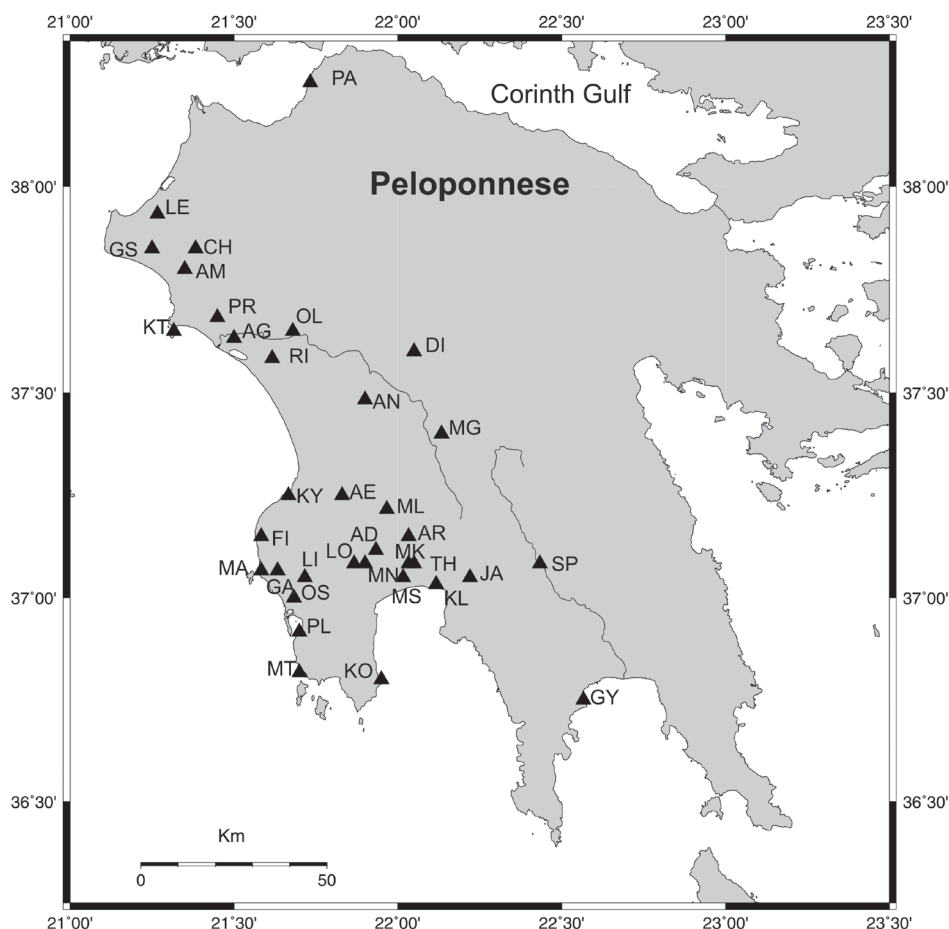 21˚00' 21˚30' 22˚00' 22˚30' 23˚00' 23˚30'
PA
Corinth Gulf
38˚00' Peloponnese 38˚00'
LE
GS CH
AM
PR
KT AG OL
RI DI
37˚30' 37˚30'
AN
MG
KY AE
ML
FI AD AR
LO MK
MA LI MN TH JA SP
GA OS MS KL
37˚00' 37˚00'
PL
MT KO
GY
36˚30' 36˚30'
Km
0 50
21˚00' 21˚30' 22˚00' 22˚30' 23˚00' 23˚30'